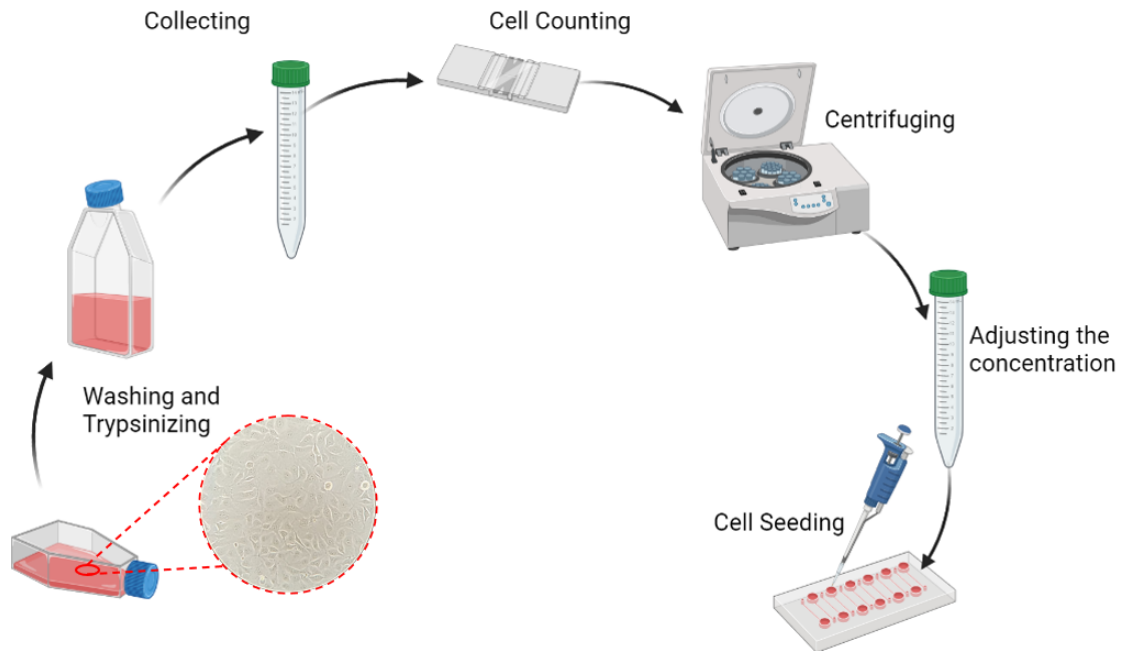 Collecting
Cell Counting
Centrifuging
Adjusting the
concentration
Washing and
Trypsinizing
Cell Seeding